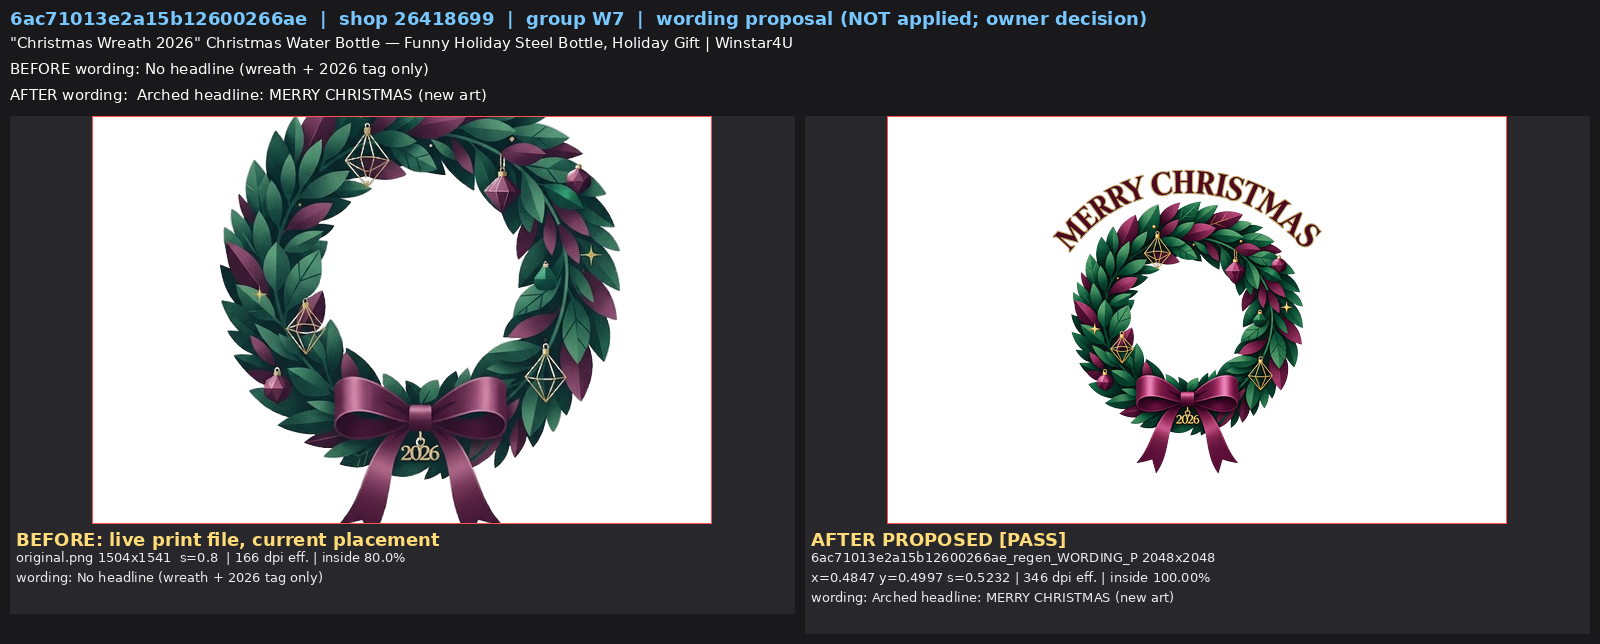 6ac71013e2a15b12600266ae | shop 26418699 | group W7 | wording proposal (NOT applied; owner decision)
"Christmas Wreath 2026" Christmas Water Bottle — Funny Holiday Steel Bottle, Holiday Gift | Winstar4U
BEFORE wording: No headline (wreath + 2026 tag only)
AFTER wording: Arched headline: MERRY CHRISTMAS (new art)
2026
BEFORE: live print file, current placement
original.png 1504x1541 s=0.8 | 166 dpi eff. | inside 80.0%
wording: No headline (wreath + 2026 tag only)
MERRY CHRISTMAS
2026
AFTER PROPOSED [PASS]
6ac71013e2a15b12600266ae_regen_WORDING_P 2048x2048
x=0.4847 y=0.4997 s=0.5232 | 346 dpi eff. | inside 100.00%
wording: Arched headline: MERRY CHRISTMAS (new art)